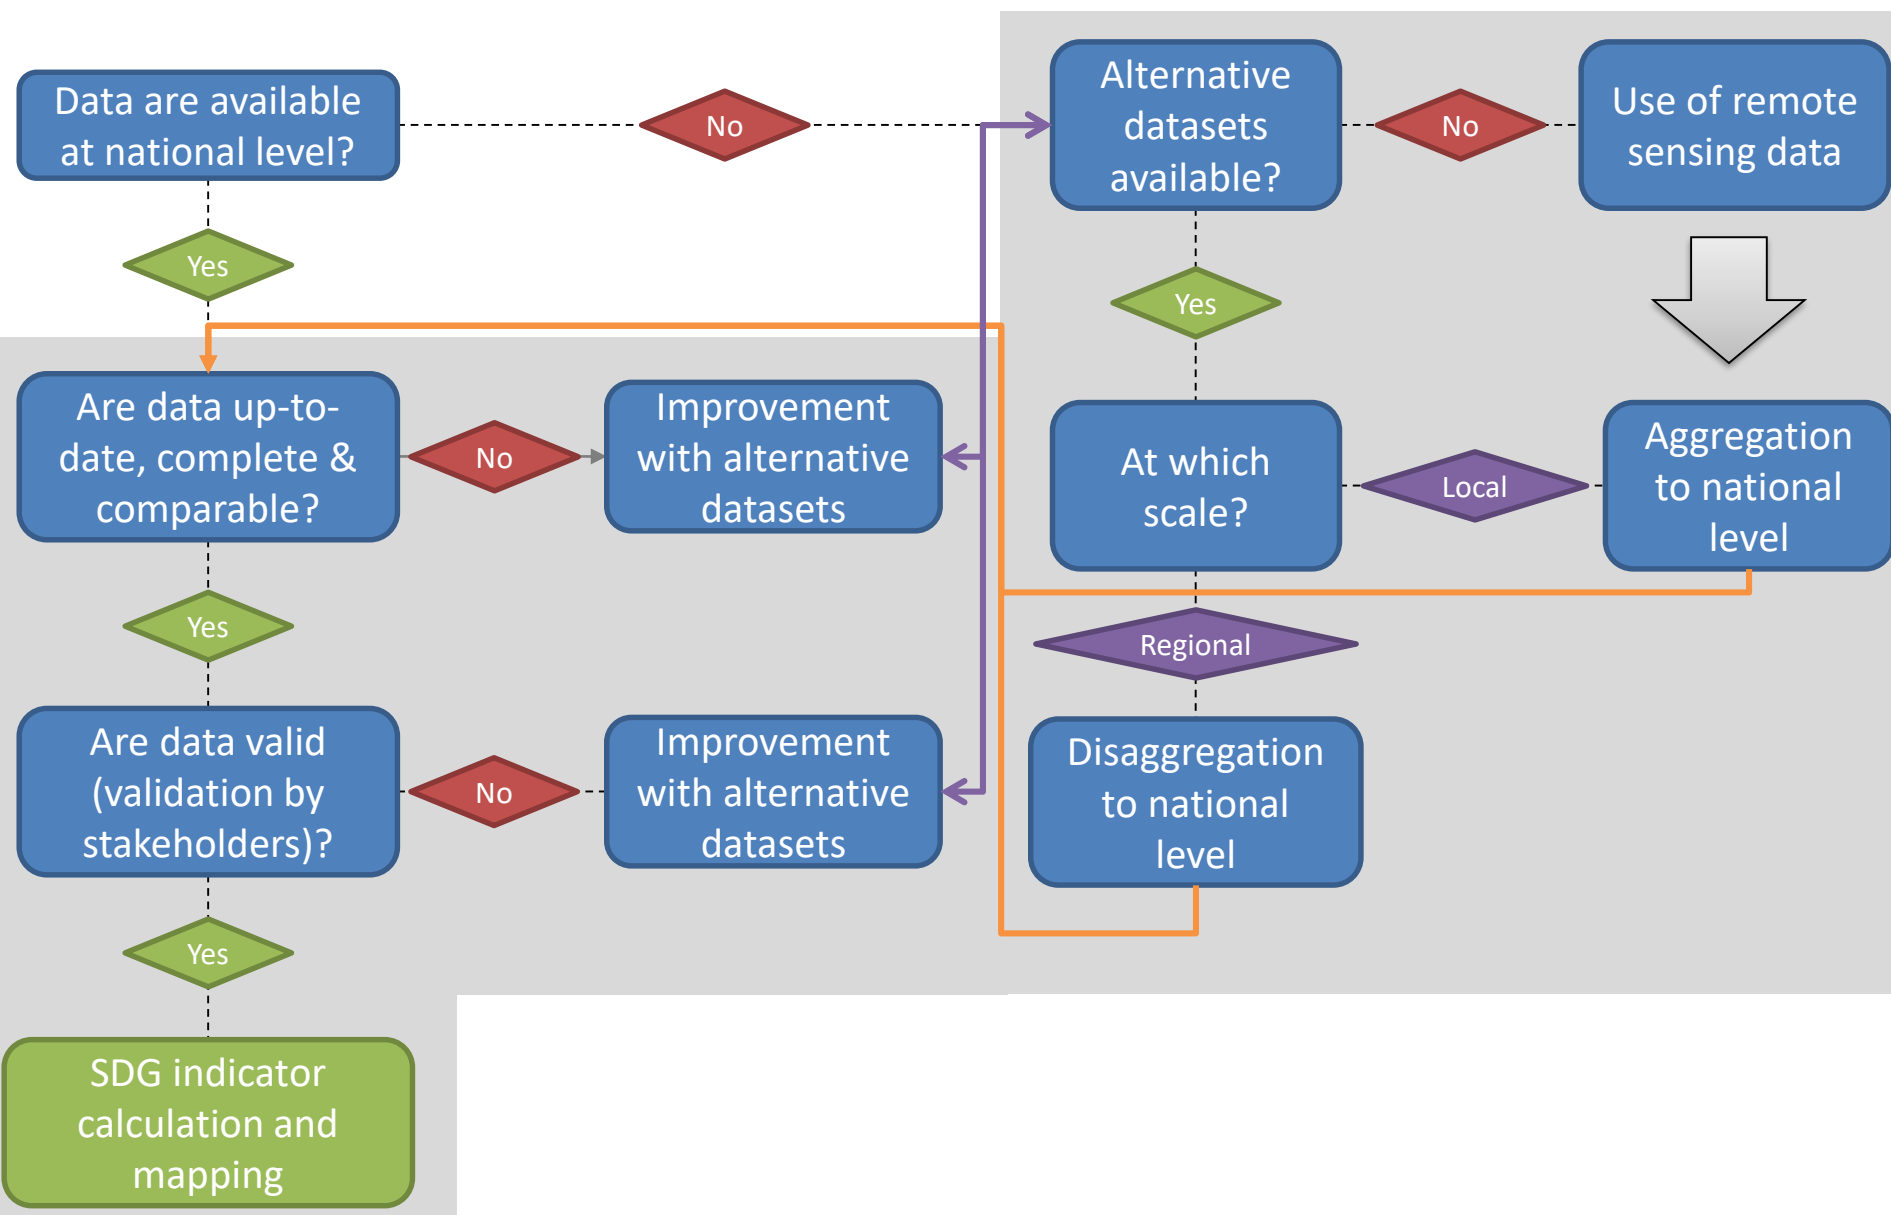 Data are available
at national level?
No
Alternative
datasets
available?
No
Use of remote
sensing data
Yes
Yes
Are data up-to-
date, complete &
comparable?
No
Improvement
with alternative
datasets
At which
scale?
Local
Aggregation
to national
level
Yes
Regional
Are data valid
(validation by
stakeholders)?
No
Improvement
with alternative
datasets
Disaggregation
to national
level
Yes
SDG indicator
calculation and
mapping